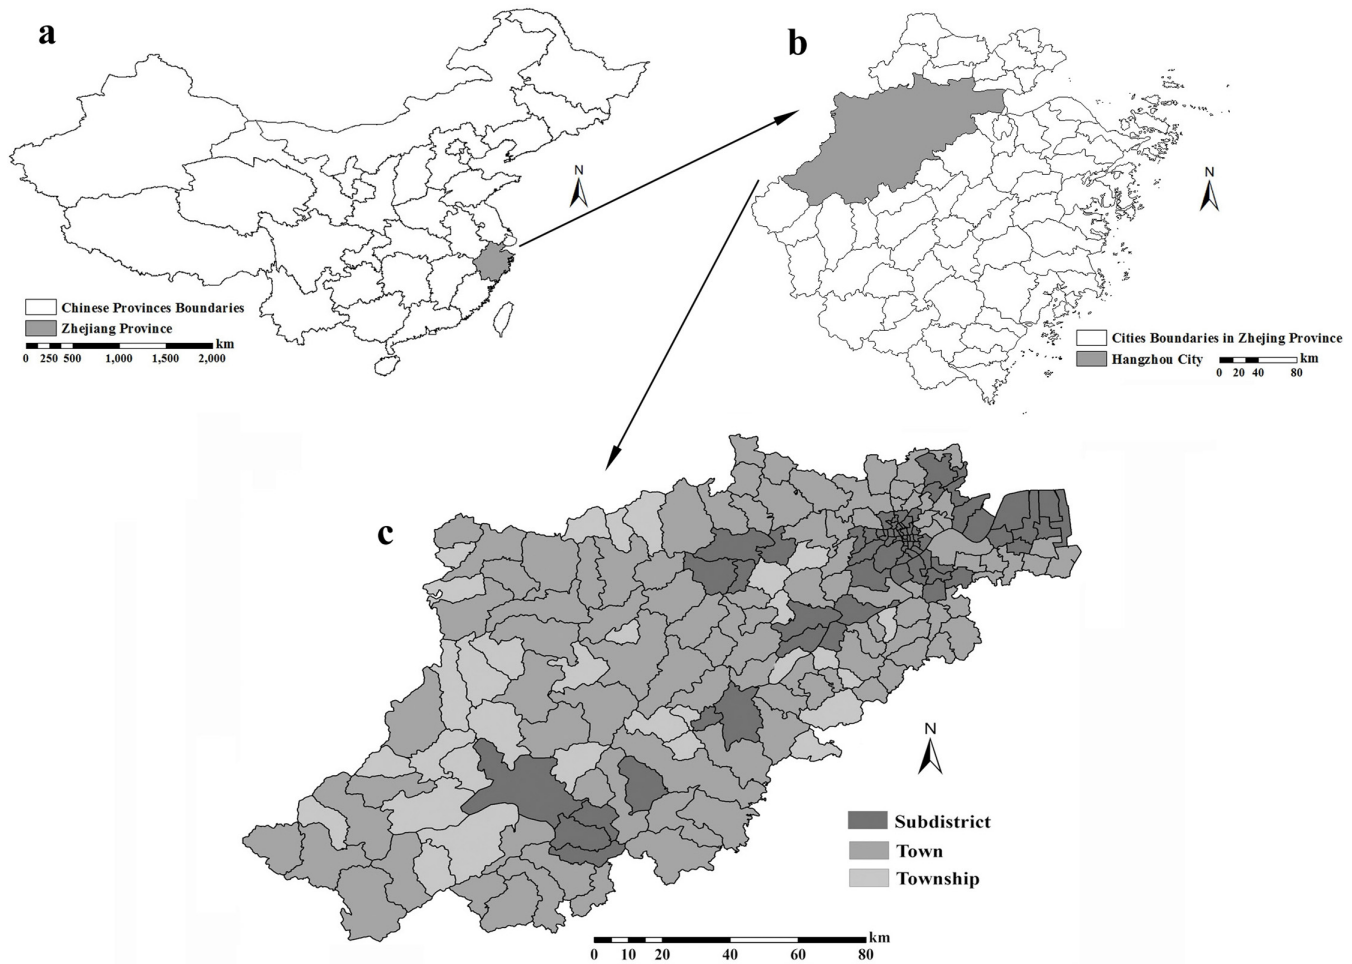 a
b
N
N
Chinese Provinces Boundaries
Zhejiang Province
km
0 250 500 1,000 1,500 2,000
Cities Boundaries in Zhejing Province
Hangzhou City
km
0 20 40 80
c
N
Subdistrict
Town
Township
km
0 5 10 20 40 60 80